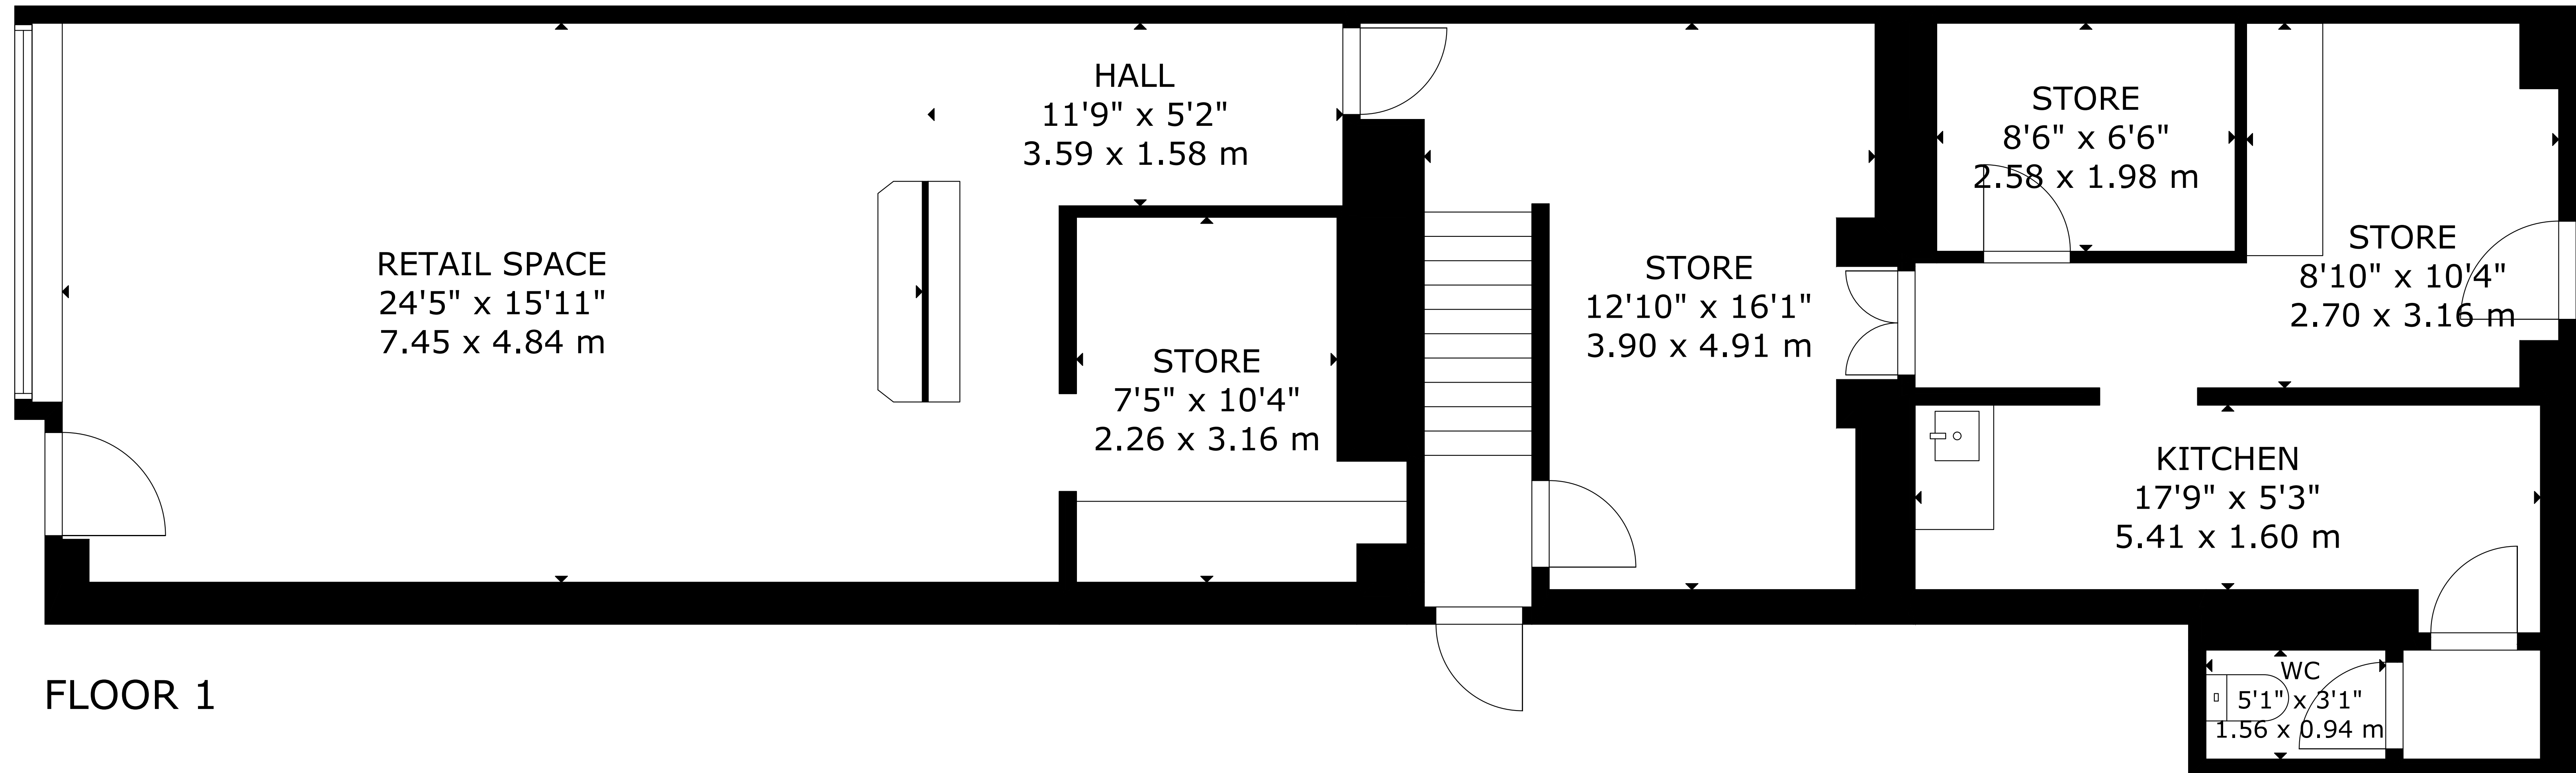 HALL
11'9" x 5'2"
3.59 x 1.58 m
STORE
8'6" x 6'6"
2.58 x 1.98 m
RETAIL SPACE
24'5" x 15'11"
7.45 x 4.84 m
STORE
7'5" x 10'4"
2.26 x 3.16 m
STORE
12'10" x 16'1"
3.90 x 4.91 m
STORE
8'10" x 10'4"
2.70 x 3.16 m
KITCHEN
17'9" x 5'3"
5.41 x 1.60 m
WC
5'1" x 3'1"
1.56 x 0.94 m
FLOOR 1